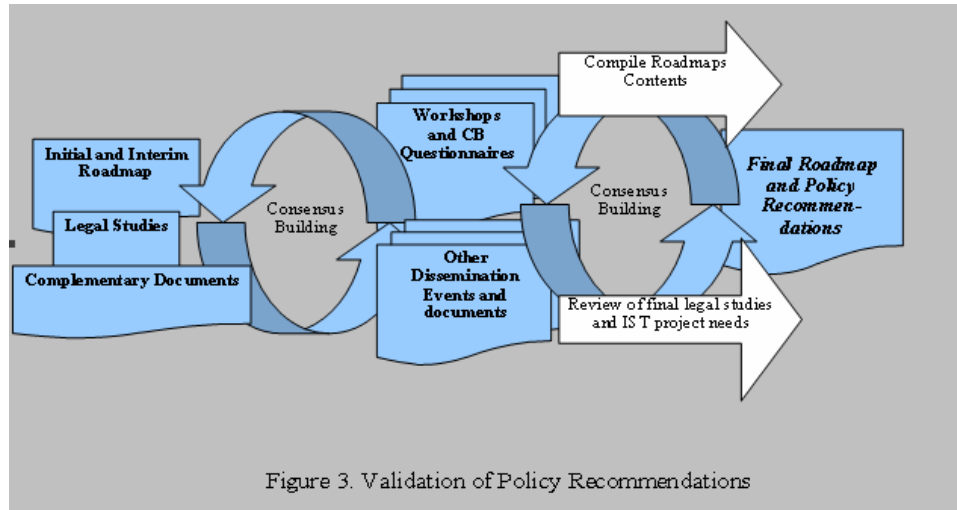 Initial and Interim
Roadmap
Legal Studies
Complementary Documents
Consensus
Building
Workshops
and CB
Questionnaires
Other
Dissemination
Events and
documents
Compile Roadmaps
Contents
Consensus
Building
Review of final legal studies
and IST project needs
Final Roadmap
and Policy
Recommen-
dations
Figure 3. Validation of Policy Recommendations